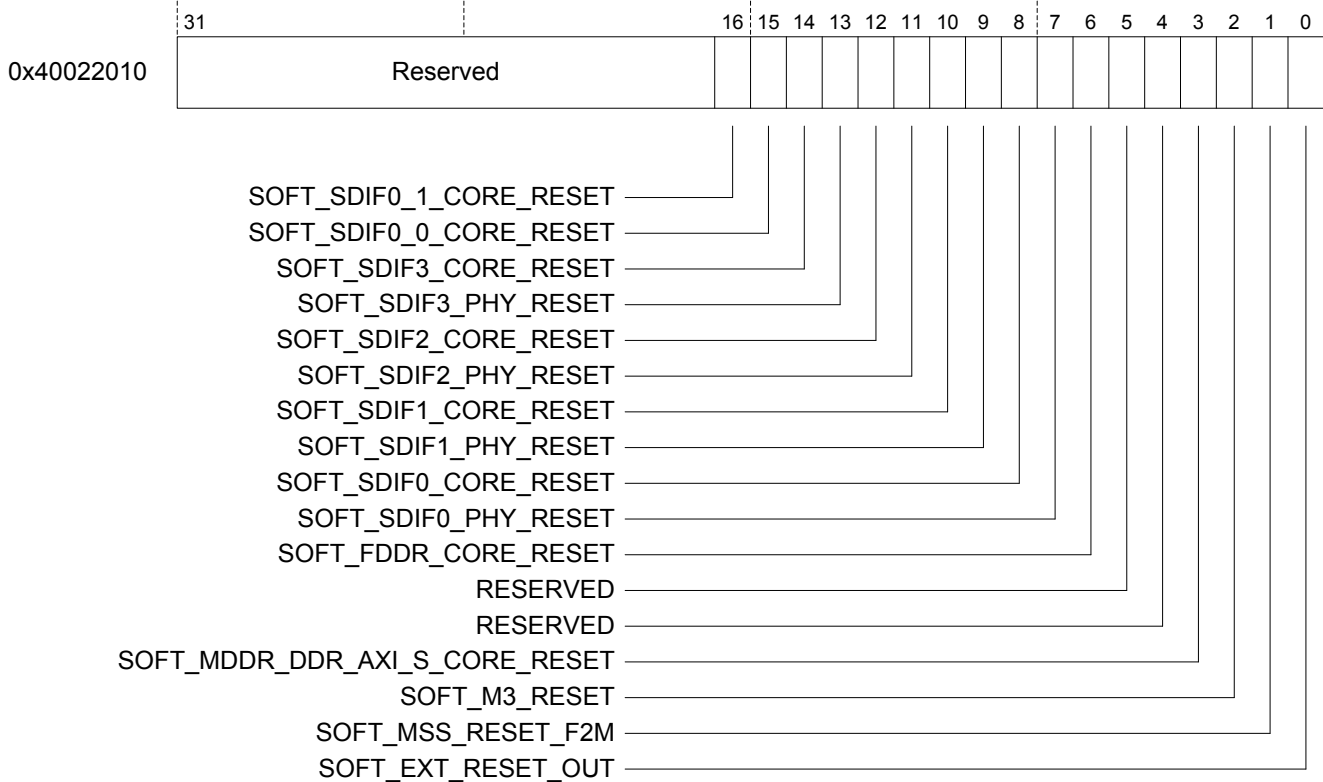 31 16 15 14 13 12 11 10 9 8 7 6 5 4 3 2 1 0
0x40022010 Reserved
SOFT_SDIF0_1_CORE_RESET
SOFT_SDIF0_0_CORE_RESET
SOFT_SDIF3_CORE_RESET
SOFT_SDIF3_PHY_RESET
SOFT_SDIF2_CORE_RESET
SOFT_SDIF2_PHY_RESET
SOFT_SDIF1_CORE_RESET
SOFT_SDIF1_PHY_RESET
SOFT_SDIF0_CORE_RESET
SOFT_SDIF0_PHY_RESET
SOFT_FDDR_CORE_RESET
RESERVED
RESERVED
SOFT_MDDR_DDR_AXI_S_CORE_RESET
SOFT_M3_RESET
SOFT_MSS_RESET_F2M
SOFT_EXT_RESET_OUT